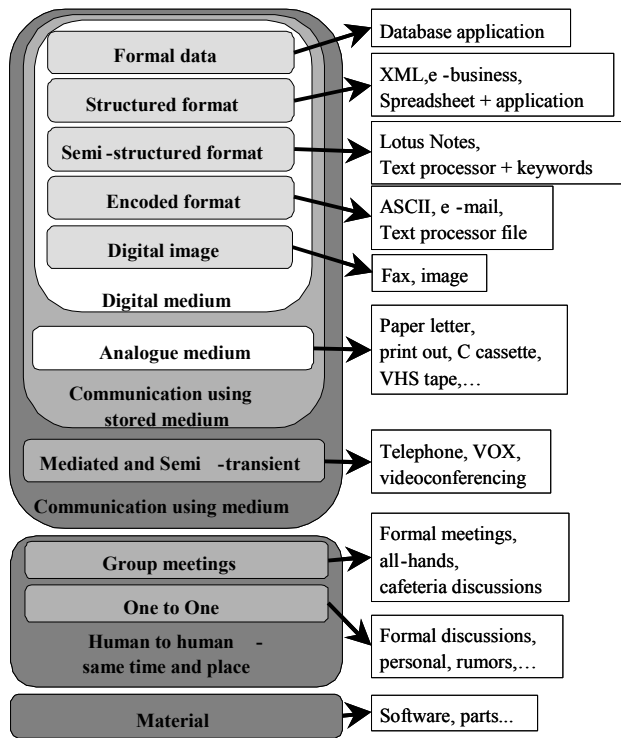 Formal data
Database application
Structured format
XML,e -business,
Spreadsheet + application
Semi -structured format
Lotus Notes,
Text processor + keywords
Encoded format
ASCII, e -mail,
Text processor file
Digital image
Fax, image
Digital medium
Analogue medium
Paper letter,
print out, C cassette,
VHS tape,...
Communication using
stored medium
Mediated and Semi -transient
Telephone, VOX,
videoconferencing
Communication using medium
Group meetings
Formal meetings,
all-hands,
cafeteria discussions
One to One
Formal discussions,
personal, rumors,...
Human to human -
same time and place
Material
Software, parts...